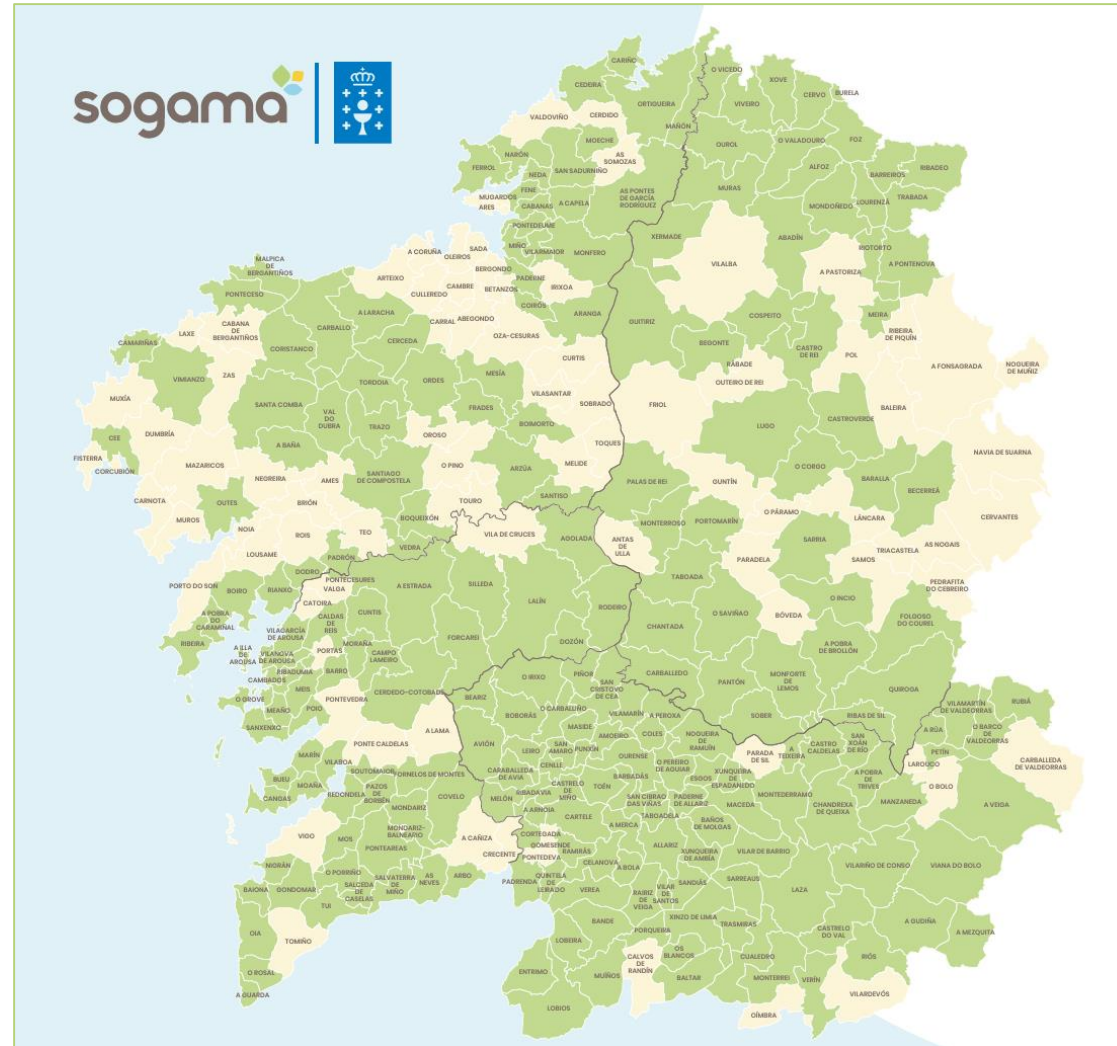 sogama
CARIÑO
CEDEIRA
ORTIGUEIRA
O VICEDO
XOVE
VIVEIRO
CERVO
BURELA
VALDOVIÑO
CERDIDO
MAÑÓN
MOECHE
AS
SOMOZAS
OUROL
O VALADOURO
FOZ
NARÓN
FERROL
NEDA
SAN SADURNIÑO
ALFOZ
BARREIROS
RIBADEO
MUGARDOS
FENE
ARES
CABANAS
A CAPELA
AS PONTES
DE GARCÍA
RODRÍGUEZ
MURAS
MONDOÑEDO
LOURENZÁ
TRABADA
PONTEDEUME
MIÑO
VILARMAIOR
MONFERO
XERMADE
ABADÍN
RIOTORTO
A PONTENOVA
VILALBA
A PASTORIZA
A CORUÑA
SADA
OLEIROS
BERGONDO
PADERNE
IRIXOA
ARTEIXO
CAMBRE
BETANZOS
CULLEREDO
COIRÓS
ARANGA
MALPICA
DE
BERGANTIÑOS
PONTECESO
A LARACHA
CARRAL
ABEGONDO
OZA-CESURAS
GUITIRIZ
COSPEITO
MEIRA
RIBEIRA
DE PIQUÍN
LAXE
CABANA
DE
BERGANTIÑOS
CARBALLO
CERCEDA
CAMARIÑAS
CORISTANCO
CURTIS
BEGONTE
CASTRO
DE REI
POL
A FONSAGRADA
NOGUEIRA
DE MUÑIZ
VIMIANZO
ZAS
TORDOIA
ORDES
MESÍA
RÁBADE
OUTEIRO DE REI
MUXÍA
SANTA COMBA
VAL
DO
DUBRA
TRAZO
FRADES
VILASANTAR
SOBRADO
FRIOL
BALEIRA
CASTROVERDE
CEE
DUMBRÍA
A BAÑA
OROSO
BOIMORTO
TOQUES
LUGO
FISTERRA
CORCUBIÓN
MAZARICOS
NEGREIRA
AMES
SANTIAGO
DE COMPOSTELA
O PINO
ARZÚA
MELIDE
O CORGO
NAVIA DE SUARNA
PALAS DE REI
GUNTÍN
BARALLA
BECERREÁ
CARNOTA
OUTES
BRIÓN
TOURO
SANTISO
MUROS
NOIA
ROIS
TEO
BOQUEIXÓN
MONTERROSO
PORTOMARÍN
O PÁRAMO
LÁNCARA
CERVANTES
LOUSAME
VEDRA
VILA DE CRUCES
AGOLADA
ANTAS
DE
ULLA
SARRIA
AS NOGAIS
PORTO DO SON
PADRÓN
DODRO
PARADELA
SAMOS
TRIACASTELA
BOIRO
RIANXO
PONTECESURES
VALGA
A ESTRADA
SILLEDA
TABOADA
PEDRAFITA
DO CEBREIRO
A POBRA
DO
CARAMIÑAL
CATOIRA
LALÍN
RODEIRO
O SAVIÑAO
BÓVEDA
O INCIO
FOLGOSO
DO COUREL
RIBEIRA
VILAGARCÍA
DE AROUSA
CALDAS
DE
REIS
CURTIS
CHANTADA
A ILLA
DE
AROUSA
VILANOVA
DE AROUSA
PORTAS
MORAÑA
FORCAREI
DOZÓN
A POBRA
DE BROLLÓN
RIBADUMIA
CAMPO
LAMEIRO
CAMBADOS
BARRO
CARBALLEDO
PANTÓN
MONFORTE
DE
LEMOS
O GROVE
MEIS
MEAÑO
POIO
PONTEVEDRA
CERDEDO-COTOBADE
BEARIZ
O IRIXO
PIÑOR
SAN
CRISTOVO
DE CEA
QUIROGA
SANXENXO
SOBER
RIBAS DE SIL
VILAMARTÍN
DE VALDEORRAS
RUBIÁ
A LAMA
BOBORÁS
O CARBALLIÑO
MASIDE
VILAMARÍN
A PEROXA
PONTE CALDELAS
AVIÓN
AMOEIRO
COLES
NOGUEIRA
DE
RAMUÍN
PARADA
DE SIL
A
TEIXEIRA
CASTRO
CALDELAS
SAN
XOÁN
DE RÍO
A RÚA
O BARCO
DE
VALDEORRAS
MARÍN
VILABOA
LEIRO
SAN
AMARO
PUNXÍN
OURENSE
PETÍN
LAROUCO
CARBALLEDA
DE VALDEORRAS
BUEU
MOAÑA
SOUTOMAIOR
FORNELOS DE MONTES
CENLLE
O PEREIRO
DE AGUIAR
ESGOS
XUNQUEIRA
DE
ESPADANEDO
A POBRA
DE
TRIVES
O BOLO
CANGAS
REDONDELA
PAZOS
DE
BORBÉN
COVELO
CARABALLEDA
DE AVIA
RIBADAVIA
CASTRELO
DE
MIÑO
TOÉN
BARBADÁS
MONTEDERRAMO
MONDARIZ
MELÓN
A ARNOIA
SAN CIBRAO
DAS VIÑAS
PADERNE
DE ALLARIZ
MACEDA
CHANDREXA
DE QUEIXA
MANZANEDA
A VEIGA
VIGO
MOS
MONDARIZ-
BALNEARIO
CARTELE
TABOADELA
BAÑOS
DE
MOLGAS
A CAÑIZA
CORTEGADA
A MERCA
ALLARIZ
PONTEAREAS
GOMESENDE
RAMIRÁS
XUNQUEIRA
DE
AMBÍA
VILAR DE BARRIO
CRECENTE
PONTEDEVA
CELANOVA
A BOLA
NIGRÁN
O PORRIÑO
SALVATERRA
DE
MIÑO
AS
NEVES
ARBO
PADRENDA
QUINTELA
DE
LEIRADO
VEREA
SANDIÁS
SARREAUS
VILARIÑO DE CONSO
VIANA DO BOLO
BAIONA
GONDOMAR
SALCEDA
DE
CASELAS
RAIRIZ
DE
VEIGA
VILAR
DE
SANTOS
LAZA
TUI
BANDE
PORQUEIRA
XINZO DE LIMIA
TRASMIRAS
CASTRELO
DO VAL
A GUDIÑA
A MEZQUITA
OIA
TOMIÑO
LOBEIRA
OS
BLANCOS
CUALEDRO
RIÓS
O ROSAL
ENTRIMO
MUÍÑOS
CALVOS
DE
RANDÍN
BALTAR
MONTERREI
VERÍN
VILARDEVÓS
A GUARDA
LOBIOS
OÍMBRA